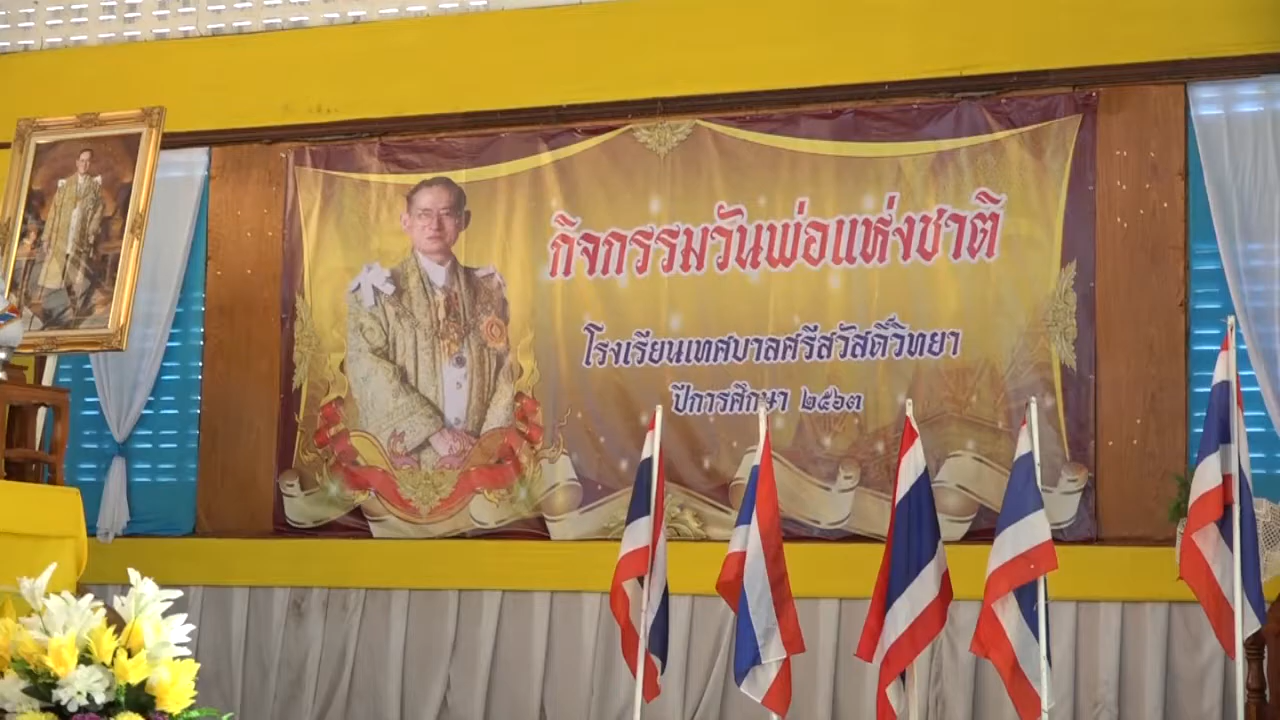 กิจกรรมวันพ่อแห่งชาติ
โรงเรียนเทศบาลศรีสวัสดิ์วิทยา
ปีการศึกษา ๒๕๖๓